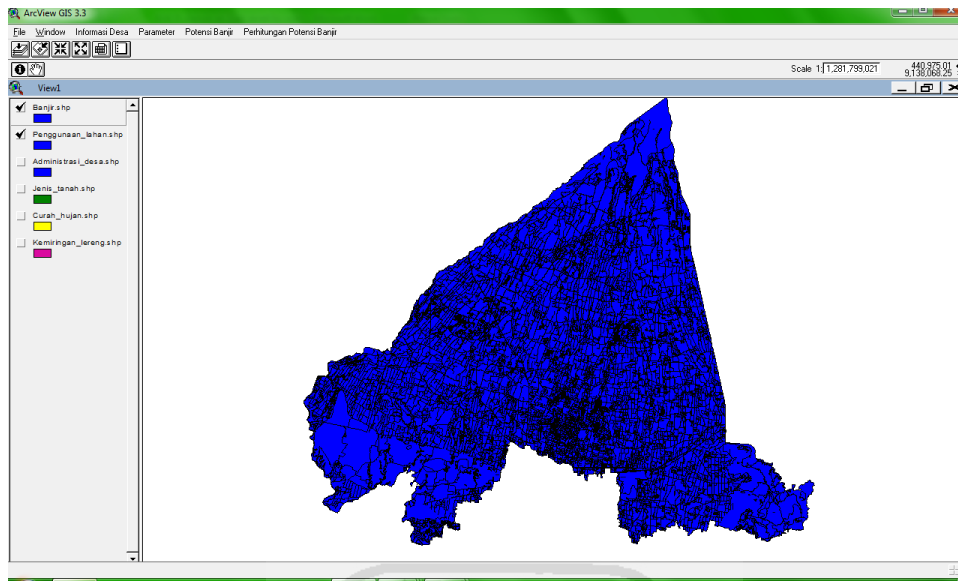 ArcView GIS 3.3
File Window Informasi Desa Parameter Potensi Banjir Perhitungan Potensi Banjir
Scale 1: 1,281,799,021
440,975.01
9,138,068.25
View1
Banjir.shp
Penggunaan_lahan.shp
Administrasi_desa.shp
Jenis_tanah.shp
Curah_hujan.shp
Kemiringan_lereng.shp